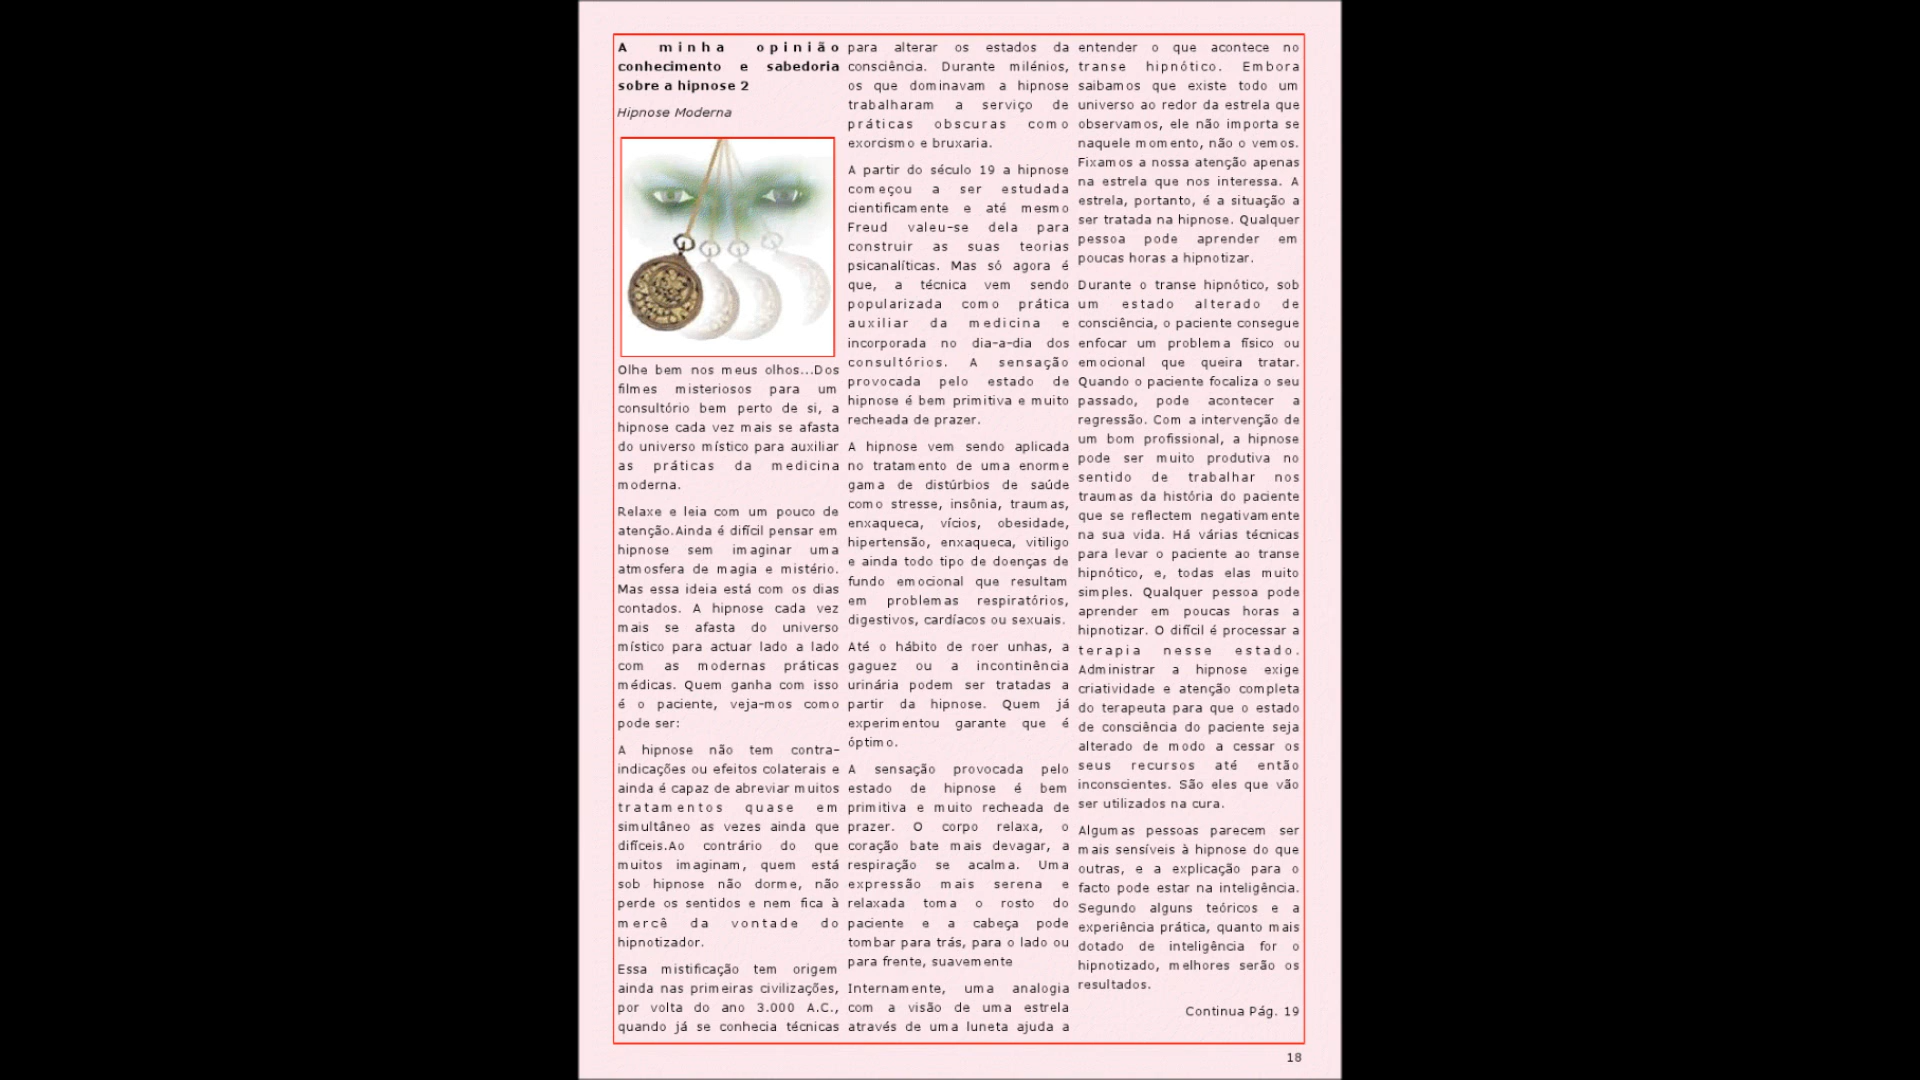 A minha opinião
conhecimento e sabedoria
sobre a hipnose 2
Hipnose Moderna
Olhe bem nos meus olhos...Dos
filmes misteriosos para um
consultório bem perto de si, a
hipnose cada vez mais se afasta
do universo místico para auxiliar
as práticas da medicina
moderna.
Relaxe e leia com um pouco de
atenção.Ainda é difícil pensar em
hipnose sem imaginar uma
atmosfera de magia e mistério.
Mas essa ideia está com os dias
contados. A hipnose cada vez
mais se afasta do universo
místico para actuar lado a lado
com as modernas práticas
médicas. Quem ganha com isso
é o paciente, veja-mos como
pode ser:
A hipnose não tem contra-
indicações ou efeitos colaterais e
ainda é capaz de abreviar muitos
tratamentos quase em
simultâneo as vezes ainda que
difíceis.Ao contrário do que
muitos imaginam, quem está
sob hipnose não dorme, não
perde os sentidos e nem fica à
mercê da vontade do
hipnotizador.
Essa mistificação tem origem
ainda nas primeiras civilizações,
por volta do ano 3.000 A.C.,
quando já se conhecia técnicas
para alterar os estados da
consciência. Durante milénios,
os que dominavam a hipnose
trabalharam a serviço de
práticas obscuras como
exorcismo e bruxaria.
A partir do século 19 a hipnose
começou a ser estudada
cientificamente e até mesmo
Freud valeu-se dela para
construir as suas teorias
psicanalíticas. Mas só agora é
que, a técnica vem sendo
popularizada como prática
auxiliar da medicina e
incorporada no dia-a-dia dos
consultórios. A sensação
provocada pelo estado de
hipnose é bem primitiva e muito
recheada de prazer.
A hipnose vem sendo aplicada
no tratamento de uma enorme
gama de distúrbios de saúde
como stresse, insônia, traumas,
enxaqueca, vícios, obesidade,
hipertensão, enxaqueca, vitiligo
e ainda todo tipo de doenças de
fundo emocional que resultam
em problemas respiratórios,
digestivos, cardíacos ou sexuais.
Até o hábito de roer unhas, a
gaguez ou a incontinência
urinária podem ser tratadas a
partir da hipnose. Quem já
experimentou garante que é
óptimo.
A sensação provocada pelo
estado de hipnose é bem
primitiva e muito recheada de
prazer. O corpo relaxa, o
coração bate mais devagar, a
respiração se acalma. Uma
expressão mais serena e
relaxada toma o rosto do
paciente e a cabeça pode
tombar para trás, para o lado ou
para frente, suavemente
Internamente, uma analogia
com a visão de uma estrela
através de uma luneta ajuda a
entender o que acontece no
transe hipnótico. Embora
saibamos que existe todo um
universo ao redor da estrela que
observamos, ele não importa se
naquele momento, não o vemos.
Fixamos a nossa atenção apenas
na estrela que nos interessa. A
estrela, portanto, é a situação a
ser tratada na hipnose. Qualquer
pessoa pode aprender em
poucas horas a hipnotizar.
Durante o transe hipnótico, sob
um estado alterado de
consciência, o paciente consegue
enfocar um problema físico ou
emocional que queira tratar.
Quando o paciente focaliza o seu
passado, pode acontecer a
regressão. Com a intervenção de
um bom profissional, a hipnose
pode ser muito produtiva no
sentido de trabalhar nos
traumas da história do paciente
que se reflectem negativamente
na sua vida. Há várias técnicas
para levar o paciente ao transe
hipnótico, e, todas elas muito
simples. Qualquer pessoa pode
aprender em poucas horas a
hipnotizar. O difícil é processar a
terapia nesse estado.
Administrar a hipnose exige
criatividade e atenção completa
do terapeuta para que o estado
de consciência do paciente seja
alterado de modo a cessar os
seus recursos até então
inconscientes. São eles que vão
ser utilizados na cura.
Algumas pessoas parecem ser
mais sensíveis à hipnose do que
outras, e a explicação para o
facto pode estar na inteligência.
Segundo alguns teóricos e a
experiência prática, quanto mais
dotado de inteligência for o
hipnotizado, melhores serão os
resultados.
Continua Pág. 19
18